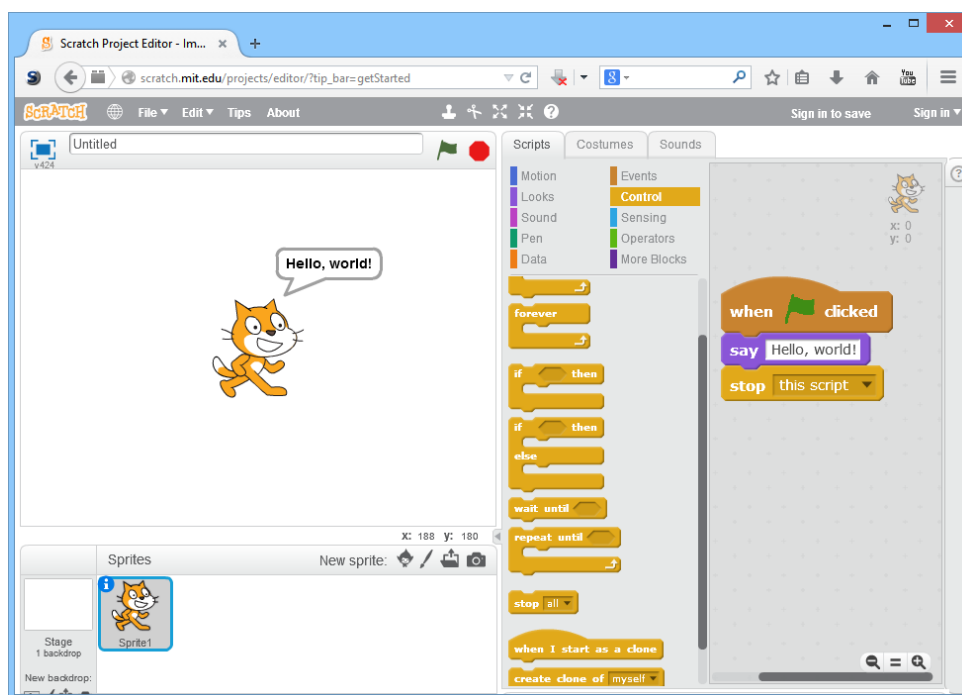 Scratch Project Editor - Im... × +
scratch.mit.edu/projects/editor/?tip_bar=getStarted
8
You Tube
SCRATCH File Edit Tips About Sign in to save Sign in
v424
Untitled
Scripts Costumes Sounds
Motion Events
Looks Control
Sound Sensing
Pen Operators
Data More Blocks
x: 0
y: 0
Hello, world!
forever
if then
if then
else
wait until
repeat until
stop all
when I start as a clone
create clone of myself
when clicked
say Hello, world!
stop this script
X: 188 y: 180
Sprites New sprite:
Stage
1 backdrop
New backdrop:
Sprite1